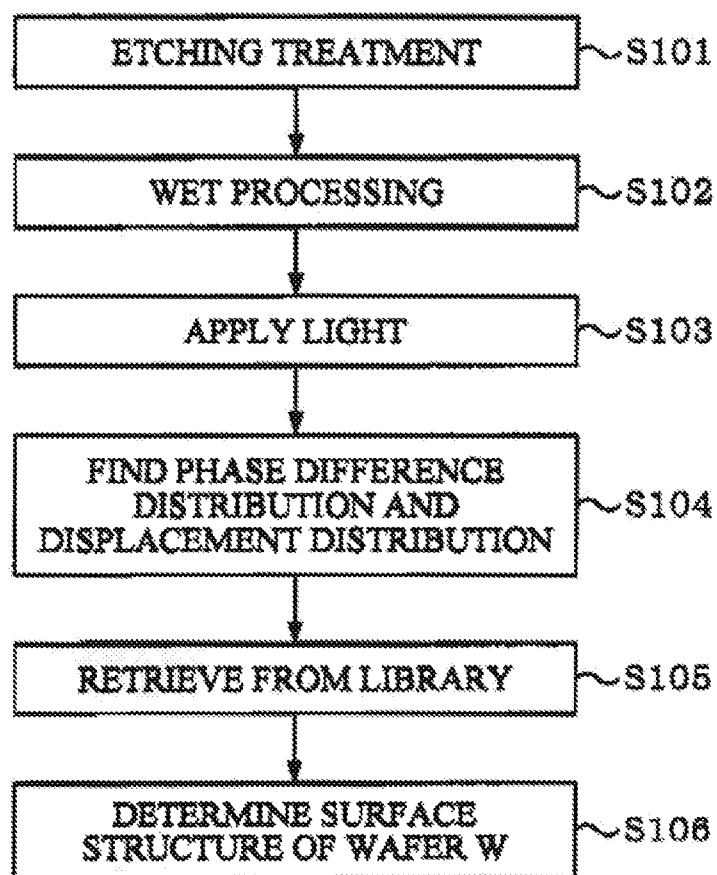 ETCHING TREATMENT
S101
WET PROCESSING
S102
APPLY LIGHT
S103
FIND PHASE DIFFERENCE
DISTRIBUTION AND
DISPLACEMENT DISTRIBUTION
S104
RETRIEVE FROM LIBRARY
S105
DETERMINE SURFACE
STRUCTURE OF WAFER W
S106